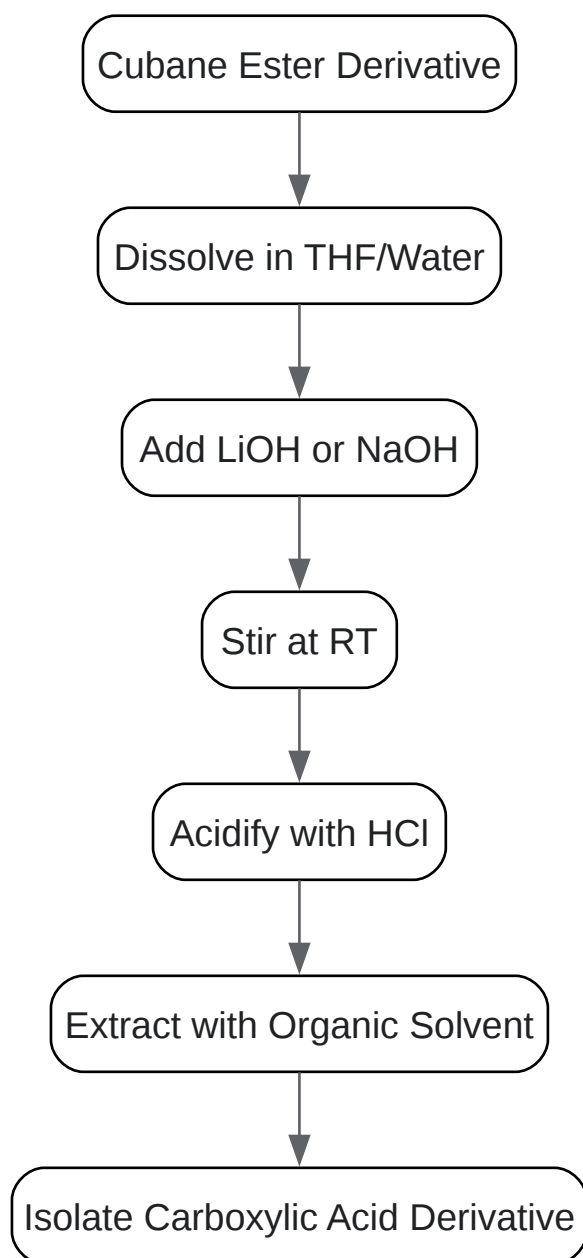 Cubane Ester Derivative
Dissolve in THF/Water
Add LiOH or NaOH
Stir at RT
Acidify with HCl
Extract with Organic Solvent
Isolate Carboxylic Acid Derivative